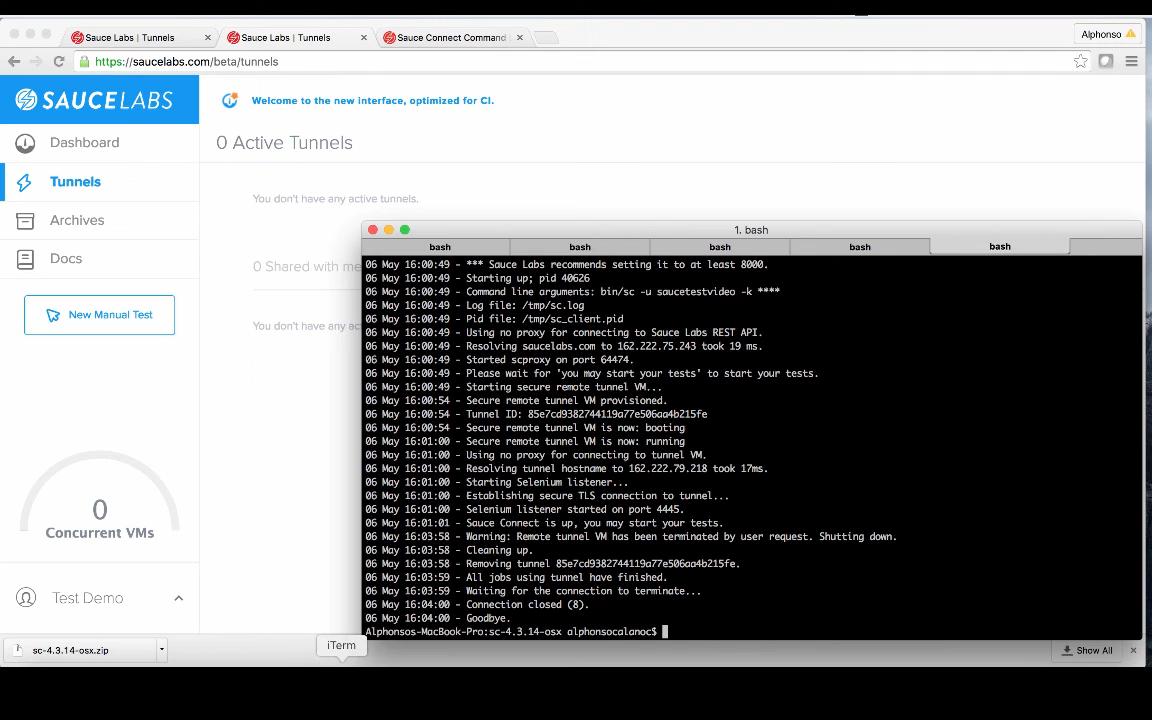 Sauce Labs | Tunnels
Sauce Labs | Tunnels
Sauce Connect Command
Alphonso
https://saucelabs.com/beta/tunnels
SAUCELABS
Welcome to the new interface, optimized for CI.
Dashboard
0 Active Tunnels
Tunnels
You don't have any active tunnels.
Archives
0 Shared with me
Docs
New Manual Test
You don't have any ac
0
Concurrent VMs
Test Demo
sc-4.3.14-osx.zip
iTerm
Show All
1. bash
bash
bash
bash
bash
bash
06 May 16:00:49 - *** Sauce Labs recommends setting it to at least 8000.
06 May 16:00:49 - Starting up; pid 40626
06 May 16:00:49 - Command line arguments: bin/sc -u saucetestvideo -k ****
06 May 16:00:49 - Log file: /tmp/sc.log
06 May 16:00:49 - Pid file: /tmp/sc_client.pid
06 May 16:00:49 - Using no proxy for connecting to Sauce Labs REST API.
06 May 16:00:49 - Resolving saucelabs.com to 162.222.75.243 took 19 ms.
06 May 16:00:49 - Started scproxy on port 64474.
06 May 16:00:49 - Please wait for 'you may start your tests' to start your tests.
06 May 16:00:49 - Starting secure remote tunnel VM...
06 May 16:00:54 - Secure remote tunnel VM provisioned.
06 May 16:00:54 - Tunnel ID: 85e7cd9382744119a77e506aa4b215fe
06 May 16:00:54 - Secure remote tunnel VM is now: booting
06 May 16:01:00 - Secure remote tunnel VM is now: running
06 May 16:01:00 - Using no proxy for connecting to tunnel VM.
06 May 16:01:00 - Resolving tunnel hostname to 162.222.79.218 took 17ms.
06 May 16:01:00 - Starting Selenium listener...
06 May 16:01:00 - Establishing secure TLS connection to tunnel...
06 May 16:01:00 - Selenium listener started on port 4445.
06 May 16:01:01 - Sauce Connect is up, you may start your tests.
06 May 16:03:58 - Warning: Remote tunnel VM has been terminated by user request. Shutting down.
06 May 16:03:58 - Cleaning up.
06 May 16:03:58 - Removing tunnel 85e7cd9382744119a77e506aa4b215fe.
06 May 16:03:59 - All jobs using tunnel have finished.
06 May 16:03:59 - Waiting for the connection to terminate...
06 May 16:04:00 - Connection closed (8).
06 May 16:04:00 - Goodbye.
Alphonsos-MacBook-Pro:sc-4.3.14-osx alphonsocalanoc$